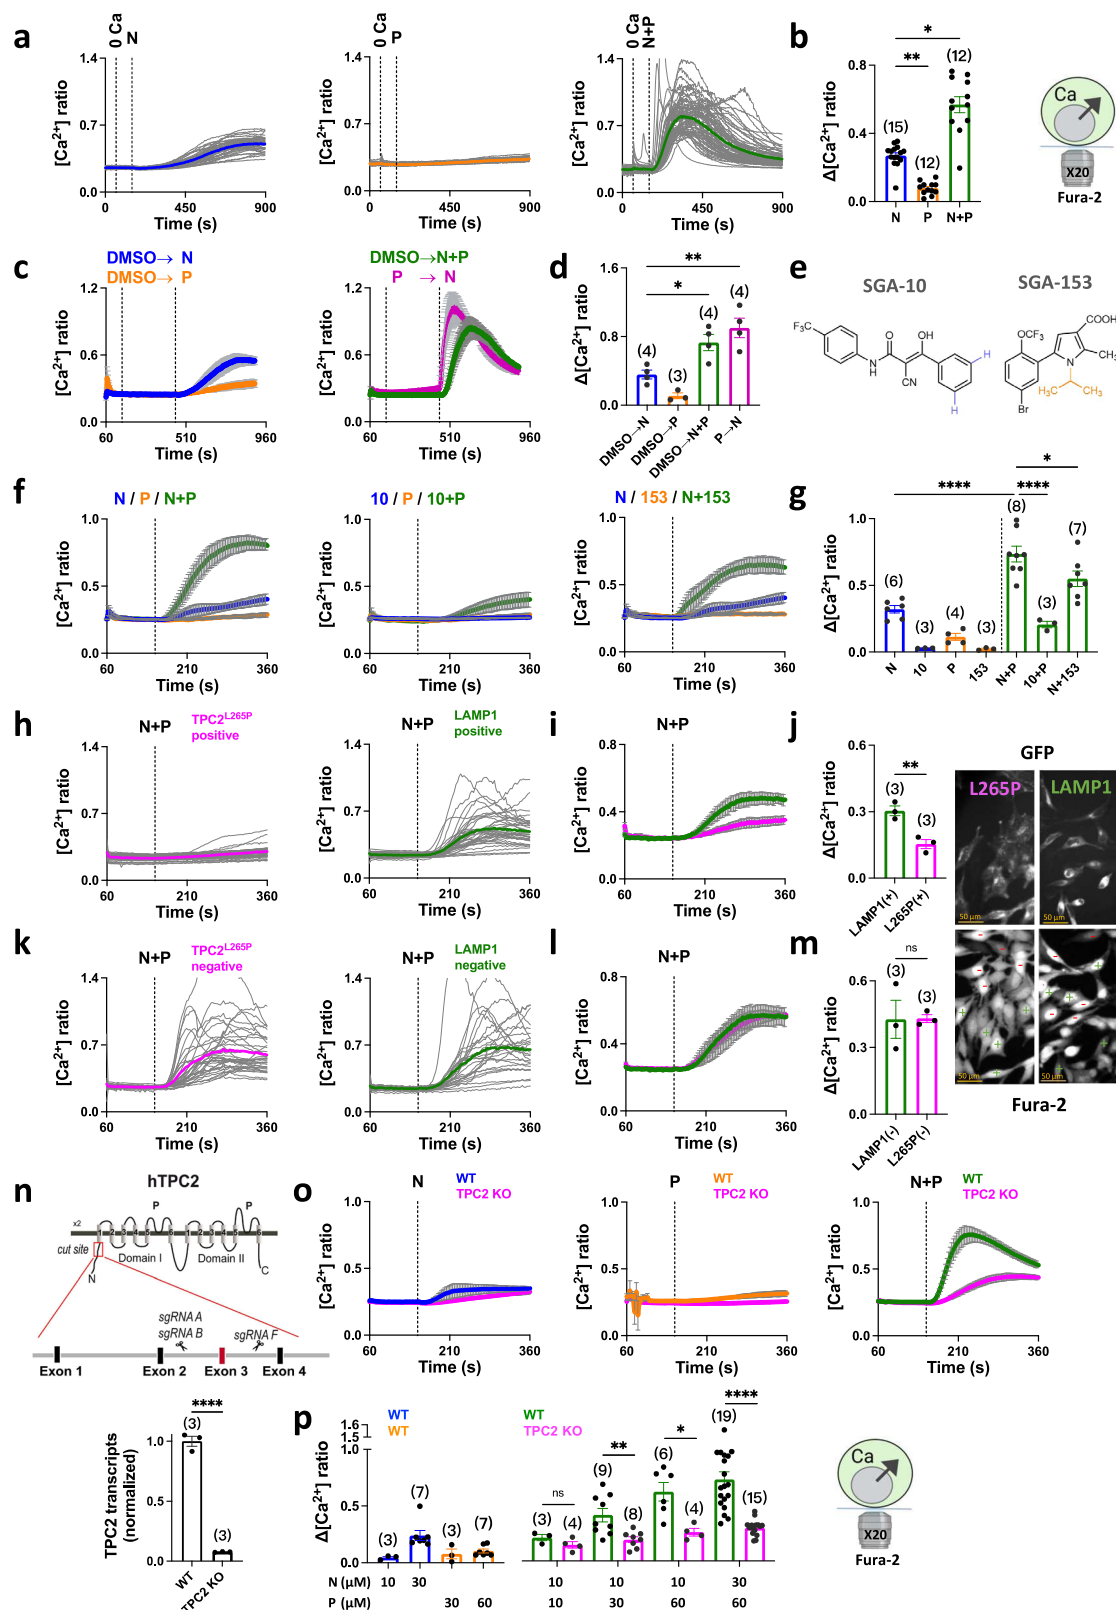 a
0 Ca
N
[Ca²⁺] ratio
1.4
1.0
0.6
0.2
0
450
900
Time (s)
0 Ca
P
[Ca²⁺] ratio
1.2
0.7
0.2
0
450
900
Time (s)
0 Ca
N+P
[Ca²⁺] ratio
1.4
1.0
0.6
0.2
0
450
900
Time (s)
b
Δ[Ca²⁺] ratio
0.8
0.4
0.0
*
**
(15)
(12)
(12)
N
P
N+P
Ca
X20
Fura-2
c
DMSO→ N
DMSO→ P
[Ca²⁺] ratio
1.2
0.7
0.2
60
510
960
Time (s)
DMSO→N+P
P → N
[Ca²⁺] ratio
1.2
0.7
0.2
60
510
960
Time (s)
d
Δ[Ca²⁺] ratio
1.6
0.8
0.0
**
*
(4)
(3)
(4)
(4)
DMSO→N
DMSO→P
DMSO→N+P
P→N
e
SGA-10
F₃C
N
H
O
OH
CN
H
H
SGA-153
COOH
OCF₃
CH₃
N
H₃C
CH₃
Br
f
N / P / N+P
[Ca²⁺] ratio
1.0
0.5
0.0
60
210
360
Time (s)
10 / P / 10+P
[Ca²⁺] ratio
1.0
0.5
0.0
60
210
360
Time (s)
N / 153 / N+153
[Ca²⁺] ratio
1.0
0.5
0.0
60
210
360
Time (s)
g
Δ[Ca²⁺] ratio
1.0
0.5
0.0
*
****
****
(6)
(3)
(4)
(3)
(8)
(3)
(7)
N
10
P
153
N+P
10+P
N+153
h
N+P
TPC2ᴸ²⁶⁵ᴾ
positive
[Ca²⁺] ratio
1.4
1.0
0.6
0.2
60
210
360
Time (s)
N+P
LAMP1
positive
[Ca²⁺] ratio
1.4
1.0
0.6
0.2
60
210
360
Time (s)
i
N+P
[Ca²⁺] ratio
0.8
0.4
0.0
60
210
360
Time (s)
j
Δ[Ca²⁺] ratio
0.6
0.3
0.0
**
(3)
(3)
LAMP1(+)
L265P(+)
GFP
L265P
LAMP1
50 µm
50 µm
k
N+P
TPC2ᴸ²⁶⁵ᴾ
negative
[Ca²⁺] ratio
1.2
0.7
0.2
60
210
360
Time (s)
N+P
LAMP1
negative
[Ca²⁺] ratio
1.4
1.0
0.6
0.2
60
210
360
Time (s)
l
N+P
[Ca²⁺] ratio
1.0
0.5
0.0
60
210
360
Time (s)
m
Δ[Ca²⁺] ratio
0.6
0.3
0.0
ns
(3)
(3)
LAMP1(-)
L265P(-)
50 µm
50 µm
Fura-2
n
hTPC2
x2
P
P
cut site
N
Domain I
Domain II
C
sgRNA A
sgRNA B
sgRNA F
Exon 1
Exon 2
Exon 3
Exon 4
TPC2 transcripts
(normalized)
1.0
0.5
0.0
****
(3)
(3)
WT
TPC2 KO
o
N
WT
TPC2 KO
[Ca²⁺] ratio
1.0
0.5
0.0
60
210
360
Time (s)
P
WT
TPC2 KO
[Ca²⁺] ratio
1.0
0.5
0.0
60
210
360
Time (s)
N+P
WT
TPC2 KO
[Ca²⁺] ratio
1.0
0.5
0.0
60
210
360
Time (s)
p
WT
WT
Δ[Ca²⁺] ratio
1.6
1.5
1.0
0.5
0.0
(3)
(7)
(3)
(7)
WT
TPC2 KO
ns
**
*
****
(3)
(4)
(9)
(8)
(6)
(4)
(19)
(15)
N (µM) 10 30 10 10 10 30
P (µM) 30 60 10 30 60 60
Ca
X20
Fura-2